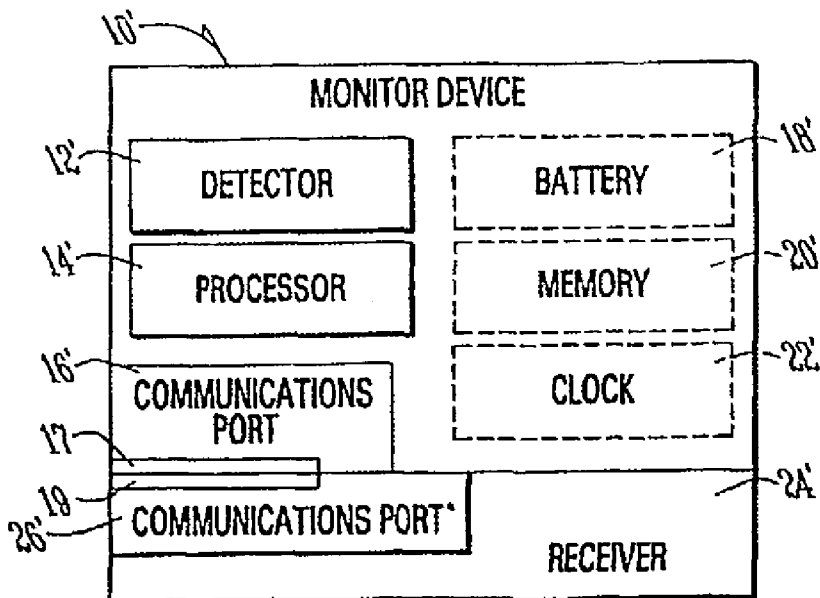 10'
MONITOR DEVICE
12'
DETECTOR
BATTERY
18'
14'
PROCESSOR
MEMORY
20'
16'
COMMUNICATIONS
PORT
CLOCK
22'
17
19
26'
COMMUNICATIONS PORT*
24'
RECEIVER